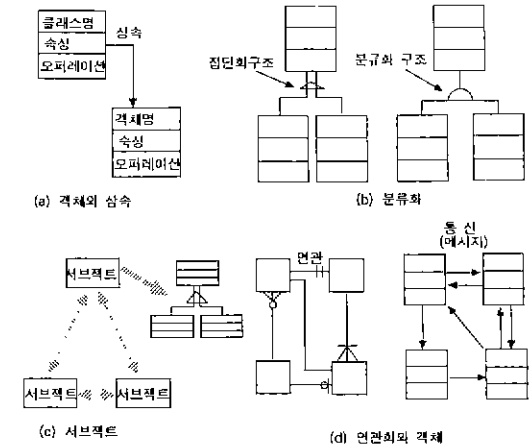 클래스명
속성
오퍼레이션
상속
객체명
속성
오퍼레이션
(a) 객체의 상속
집단화구조
분류화 구조
(b) 분류화
서브젝트
서브젝트
서브젝트
(c) 서브젝트
연관
통 신
(메시지)
(d) 연관회와 객체